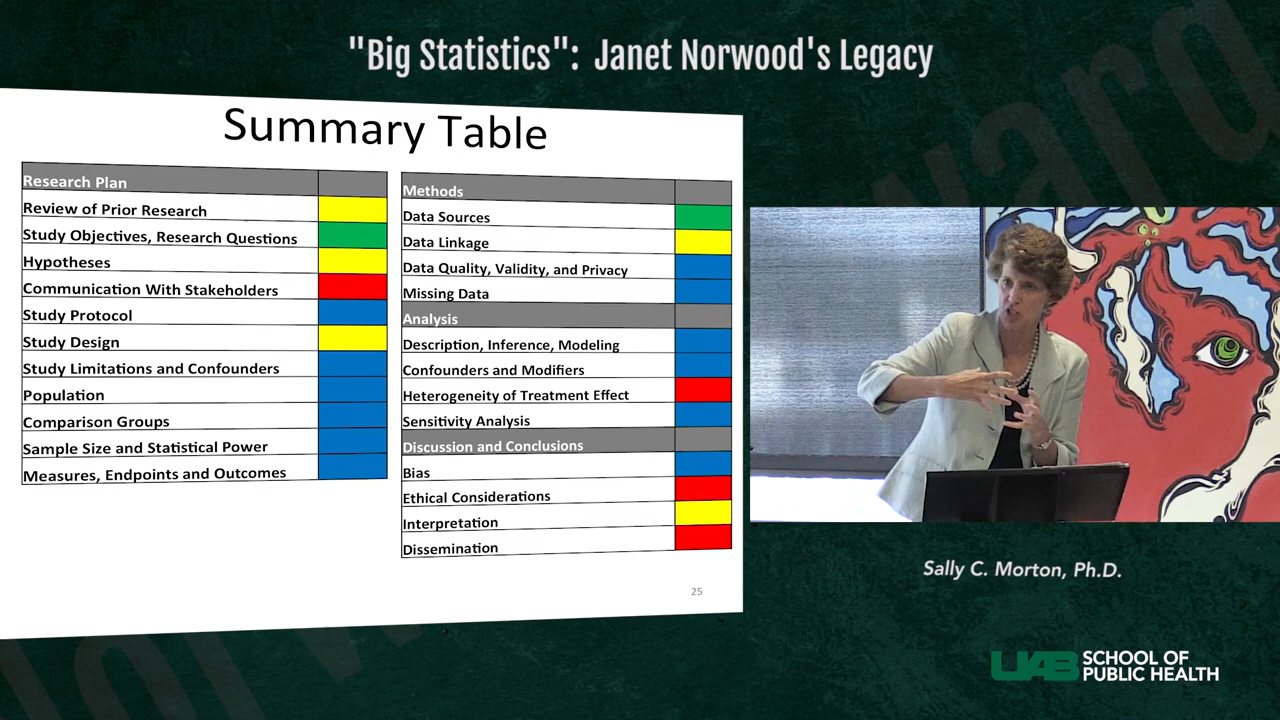 "Big Statistics": Janet Norwood's Legacy
Summary Table
Research Plan
Review of Prior Research
Study Objectives, Research Questions
Hypotheses
Communication With Stakeholders
Study Protocol
Study Design
Study Limitations and Confounders
Population
Comparison Groups
Sample Size and Statistical Power
Measures, Endpoints and Outcomes
Methods
Data Sources
Data Linkage
Data Quality, Validity, and Privacy
Missing Data
Analysis
Description, Inference, Modeling
Confounders and Modifiers
Heterogeneity of Treatment Effect
Sensitivity Analysis
Discussion and Conclusions
Bias
Ethical Considerations
Interpretation
Dissemination
25
Sally C. Morton, Ph.D.
UAB SCHOOL OF
PUBLIC HEALTH